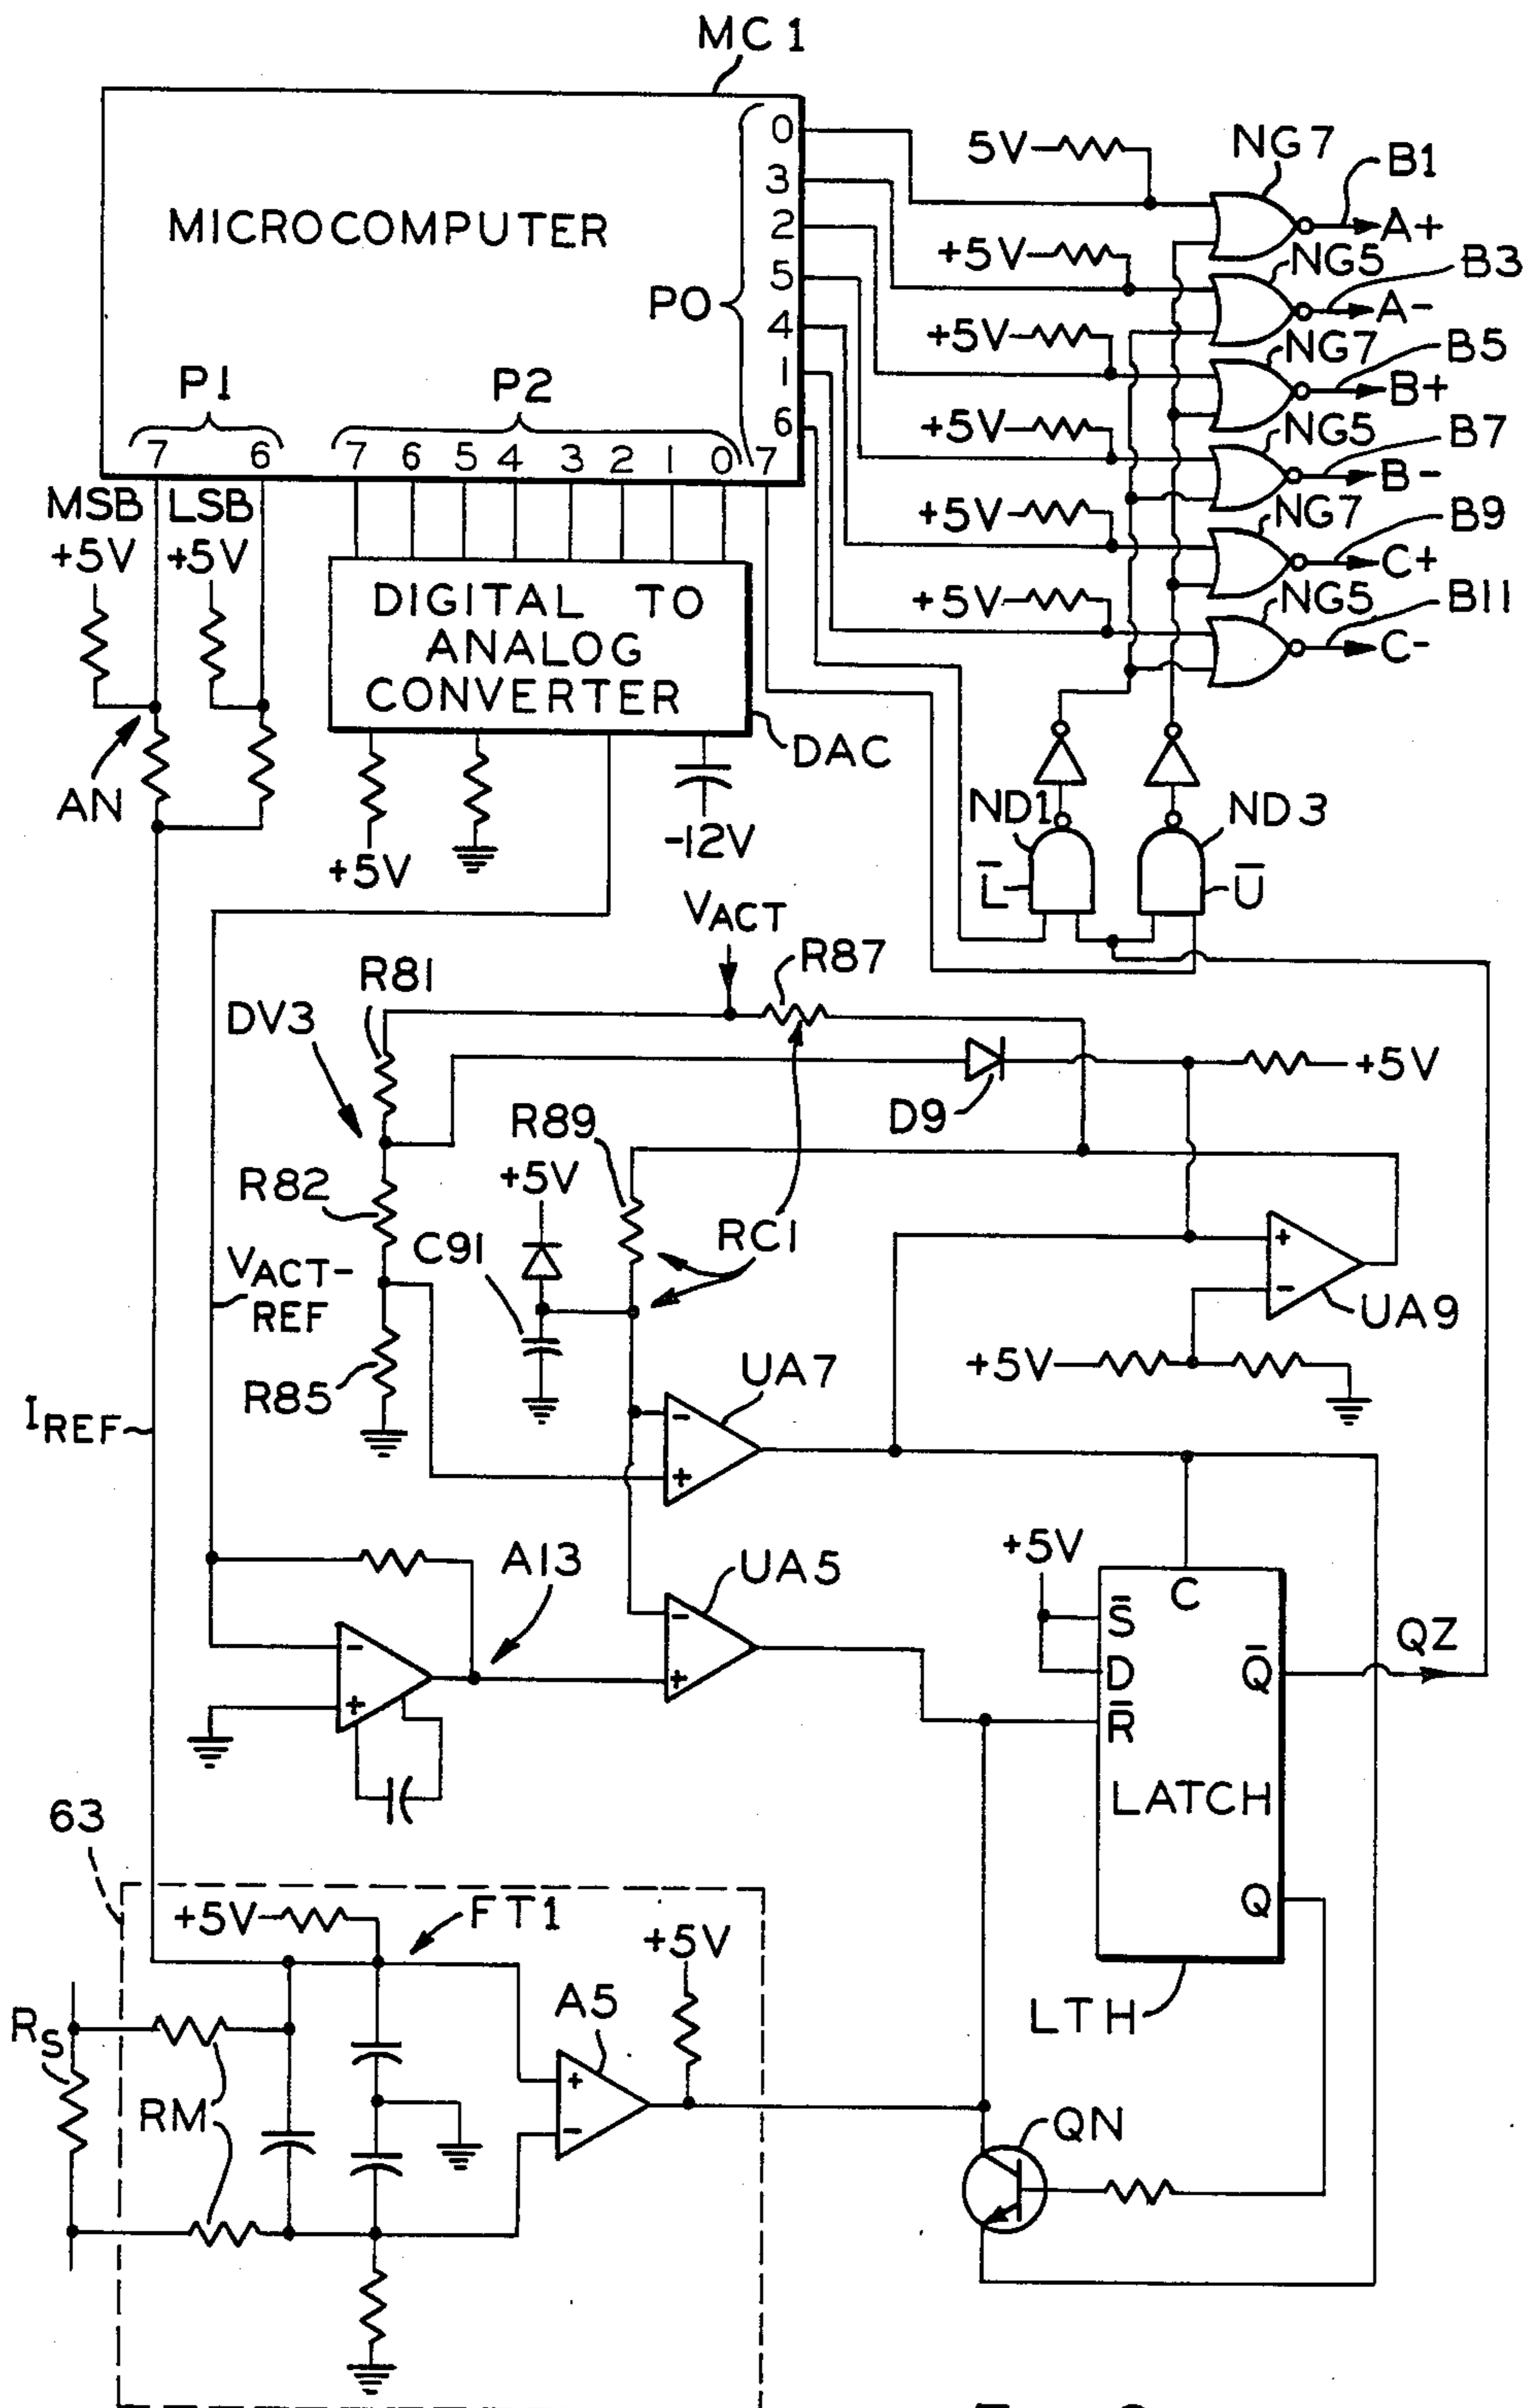 MC1
MICROCOMPUTER
PO
0
3
2
5
4
1
6
7
P1
7 6
P2
7 6 5 4 3 2 1 0
MSB LSB
+5V +5V
AN
DIGITAL TO
ANALOG
CONVERTER
DAC
+5V
-12V
5V
NG7
B1
A+
+5V
NG5
B3
A-
+5V
NG7
B5
B+
+5V
NG5
B7
B-
+5V
NG7
B9
C+
+5V
NG5
B11
C-
ND1
ND3
L̅
U̅
VACT
R87
R81
DV3
D9
+5V
R89
+5V
R82
C91
RC1
VACT-
REF
UA9
R85
+5V
IREF
UA7
UA5
A13
+5V
C
S̅
D
R̅
Q̅
QZ
LATCH
Q
LTH
63
+5V
FT1
+5V
RS
A5
RM
QN